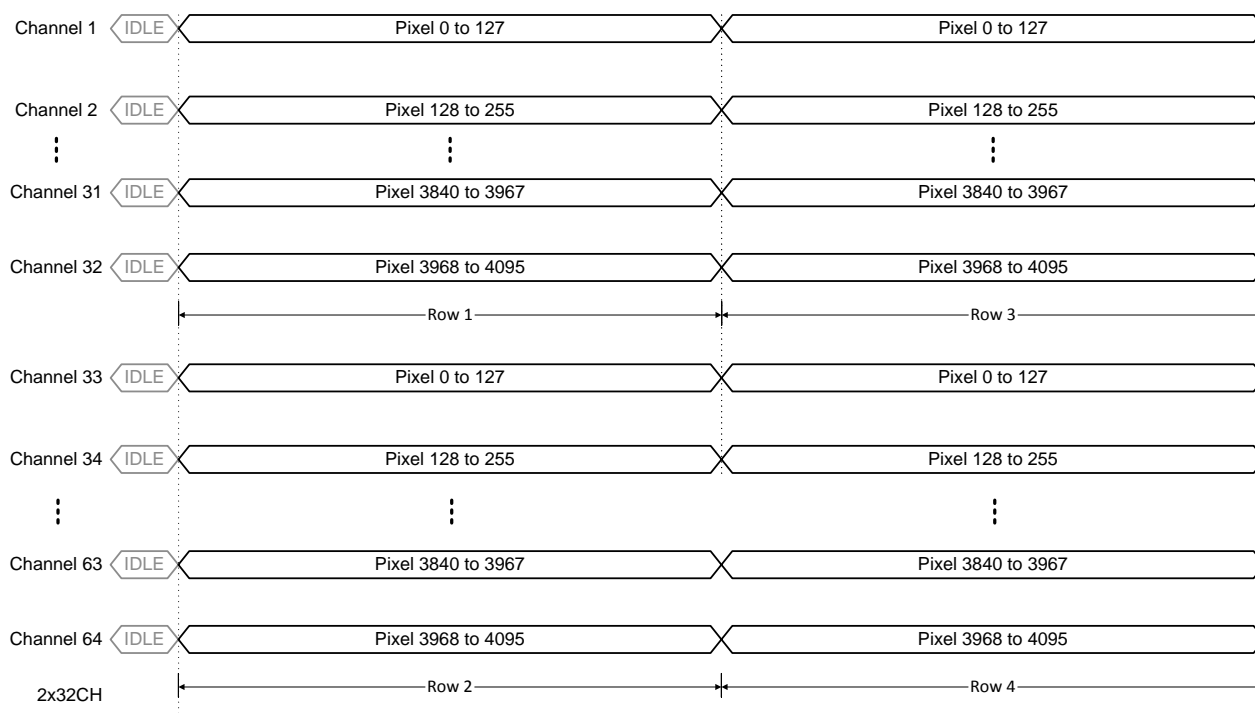 Channel 1 IDLE Pixel 0 to 127 Pixel 0 to 127
Channel 2 IDLE Pixel 128 to 255 Pixel 128 to 255
Channel 31 IDLE Pixel 3840 to 3967 Pixel 3840 to 3967
Channel 32 IDLE Pixel 3968 to 4095 Pixel 3968 to 4095
Row 1 Row 3
Channel 33 IDLE Pixel 0 to 127 Pixel 0 to 127
Channel 34 IDLE Pixel 128 to 255 Pixel 128 to 255
Channel 63 IDLE Pixel 3840 to 3967 Pixel 3840 to 3967
Channel 64 IDLE Pixel 3968 to 4095 Pixel 3968 to 4095
Row 2 Row 4
2x32CH